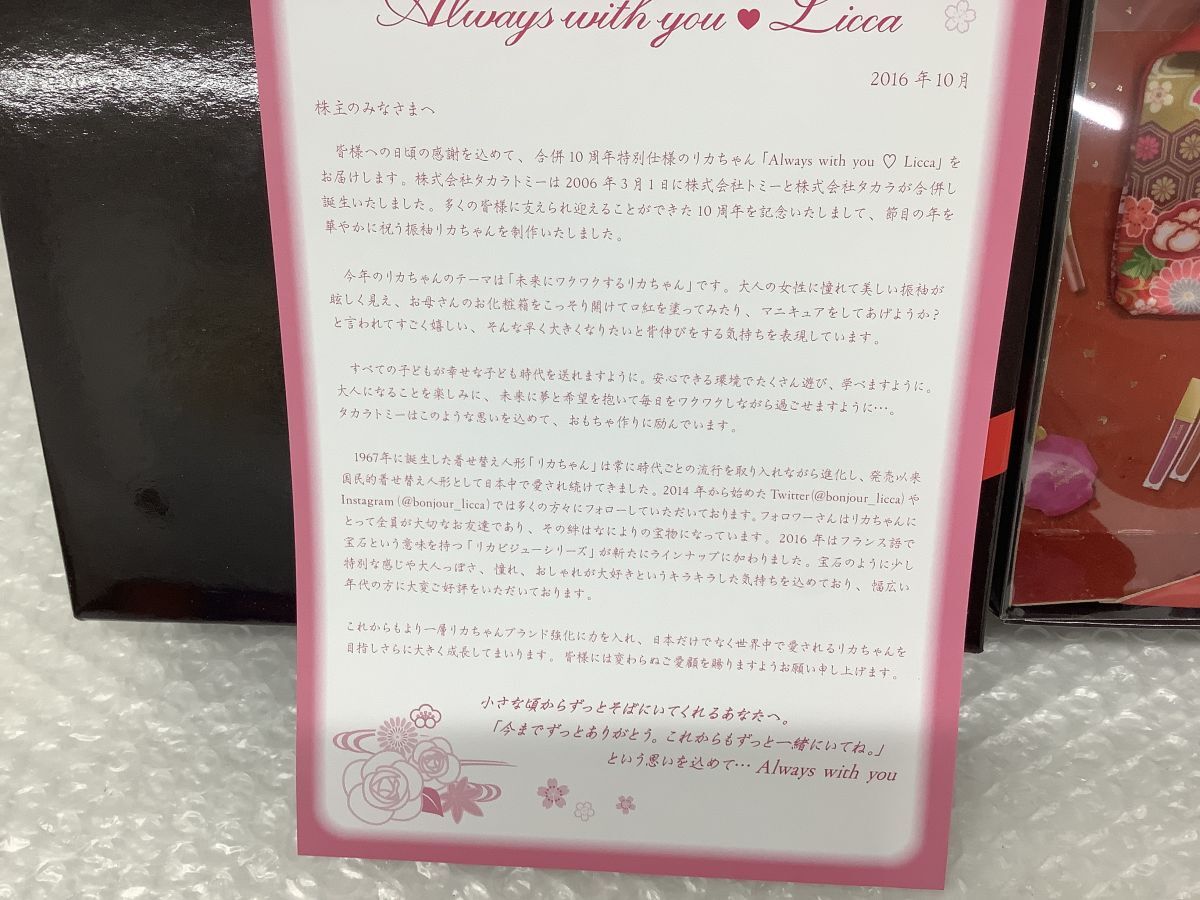 Always with you ♥ Licca
2016 年 10月
株主のみなさまへ
皆様への日頃の感謝を込めて、合併 10 周年特別仕様のリカちゃん「Always with you ♡ Licca」を
お届けします。株式会社タカラトミーは 2006 年 3 月 1 日に株式会社トミーと株式会社タカラが合併し
誕生いたしました。多くの皆様に支えられ迎えることができた 10 周年を記念いたしまして、節目の年を
華やかに祝う振袖リカちゃんを制作いたしました。
今年のリカちゃんのテーマは「未来にワクワクするリカちゃん」です。大人の女性に憧れて美しい振袖が
眩しく見え、お母さんのお化粧箱をこっそり開けて口紅を塗ってみたり、マニキュアをしてあげようか？
と言われてすごく嬉しい、そんな早く大きくなりたいと背伸びをする気持ちを表現しています。
すべての子どもが幸せな子ども時代を送れますように。安心できる環境でたくさん遊び、学べますように。
大人になることを楽しみに、未来に夢と希望を抱いて毎日をワクワクしながら過ごせますように…。
タカラトミーはこのような思いを込めて、おもちゃ作りに励んでいます。
1967年に誕生した着せ替え人形「リカちゃん」は常に時代ごとの流行を取り入れながら進化し、発売以来
国民的着せ替え人形として日本中で愛され続けてきました。2014 年から始めた Twitter(@bonjour_licca)や
Instagram(@bonjour_licca)では多くの方々にフォローしていただいております。フォロワーさんはリカちゃんに
とって全員が大切なお友達であり、その絆はなによりの宝物になっています。2016 年はフランス語で
宝石という意味を持つ「リカビジューシリーズ」が新たにラインナップに加わりました。宝石のように少し
特別な感じや大人っぽさ、憧れ、おしゃれが大好きというキラキラした気持ちを込めており、幅広い
年代の方に大変ご好評をいただいております。
これからもより一層リカちゃんブランド強化に力を入れ、日本だけでなく世界中で愛されるリカちゃんを
目指しさらに大きく成長してまいります。皆様には変わらぬご愛顧を賜りますようお願い申し上げます。
小さな頃からずっとそばにいてくれるあなたへ。
「今までずっとありがとう。これからもずっと一緒にいてね。」
という思いを込めて… Always with you